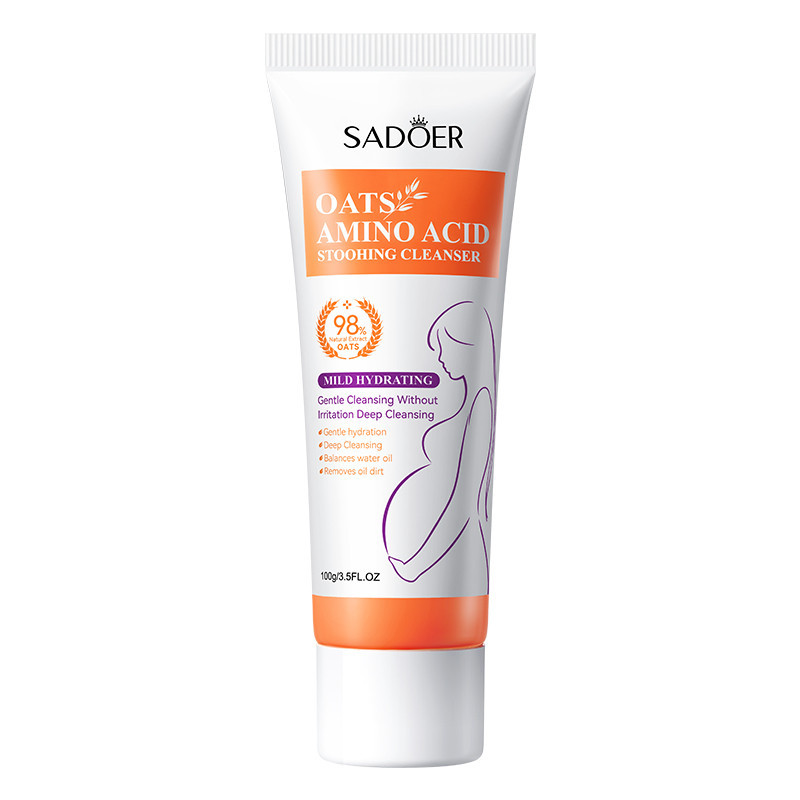 SADOER
OATS
AMINO ACID
STOOHING CLEANSER
98%
Natural Extract
OATS
MILD HYDRATING
Gentle Cleansing Without
Irritation Deep Cleansing
Gentle hydration
Deep Cleansing
Balances water oil
Removes oil dirt
100g/3.5FL.OZ